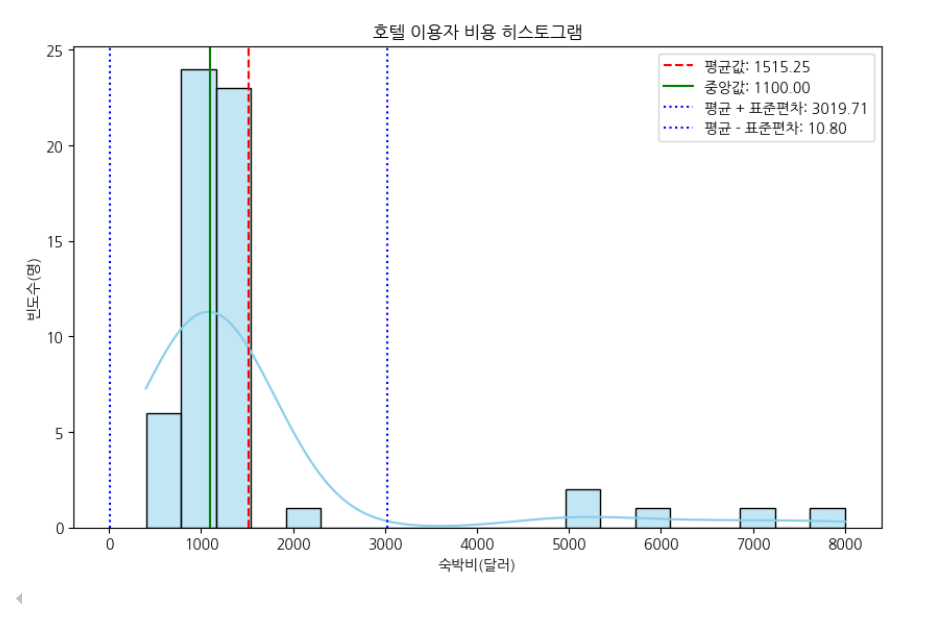 호텔 이용자 비용 히스토그램
평균값: 1515.25
중앙값: 1100.00
평균 + 표준편차: 3019.71
평균 - 표준편차: 10.80
빈도수(명)
25
20
15
10
5
0
0 1000 2000 3000 4000 5000 6000 7000 8000
숙박비(달러)